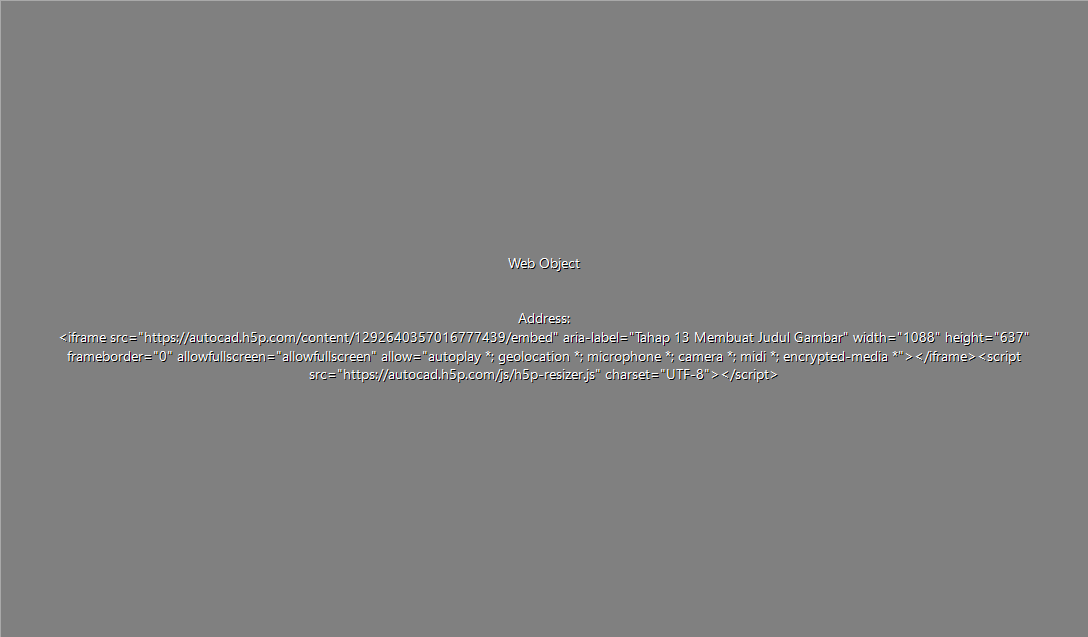 Web Object
Address:
<iframe src="https://autocad.h5p.com/content/1292640357016777439/embed" aria-label="Tahap 13 Membuat Judul Gambar" width="1088" height="637"
frameborder="0" allowfullscreen="allowfullscreen" allow="autoplay *; geolocation *; microphone *; camera *; midi *; encrypted-media *"></iframe><script
src="https://autocad.h5p.com/js/h5p-resizer.js" charset="UTF-8"></script>